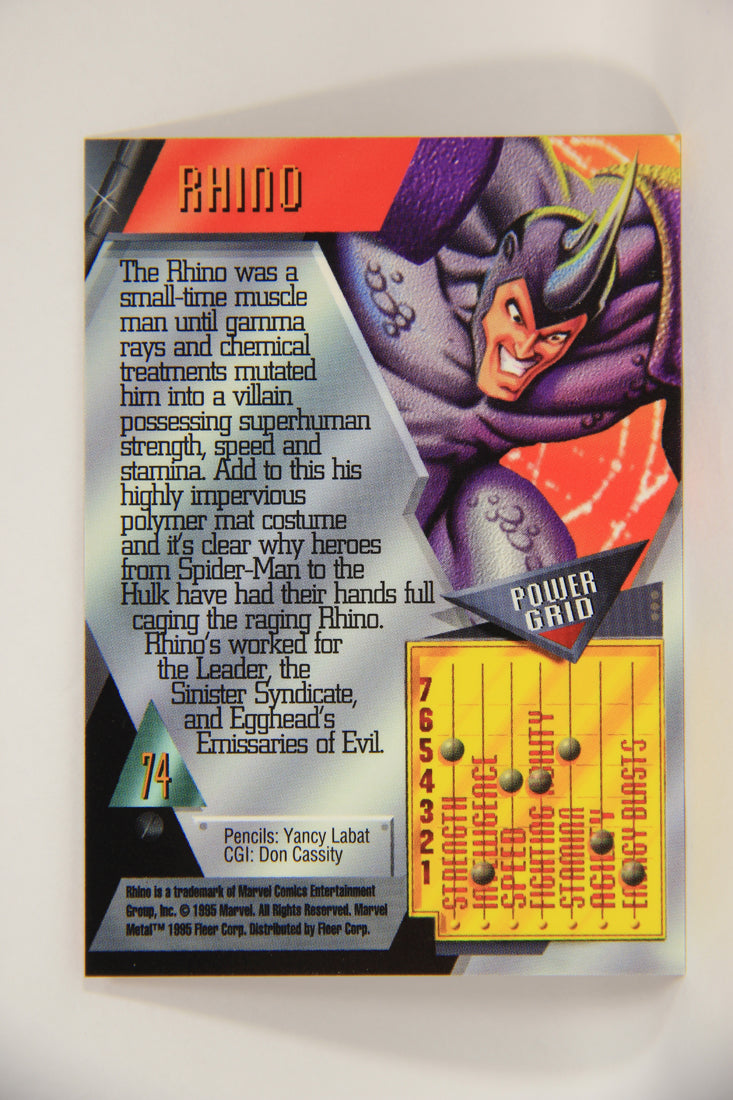 RHINO
The Rhino was a
small-time muscle
man until gamma
rays and chemical
treatments mutated
him into a villain
possessing superhuman
strength, speed and
stamina. Add to this his
highly impervious
polymer mat costume
and it's clear why heroes
from Spider-Man to the
Hulk have had their hands full
caging the raging Rhino.
Rhino's worked for
the Leader, the
Sinister Syndicate,
and Egghead's
Emissaries of Evil.
74
Pencils: Yancy Labat
CGI: Don Cassity
Rhino is a trademark of Marvel Comics Entertainment
Group, Inc. © 1995 Marvel. All Rights Reserved. Marvel
Metal™ 1995 Fleer Corp. Distributed by Fleer Corp.
POWER
GRID
7
6
5
4
3
2
1
STRENGTH
INTELLIGENCE
SPEED
FIGHTING ABILITY
STAMINA
AGILITY
ENERGY BLASTS